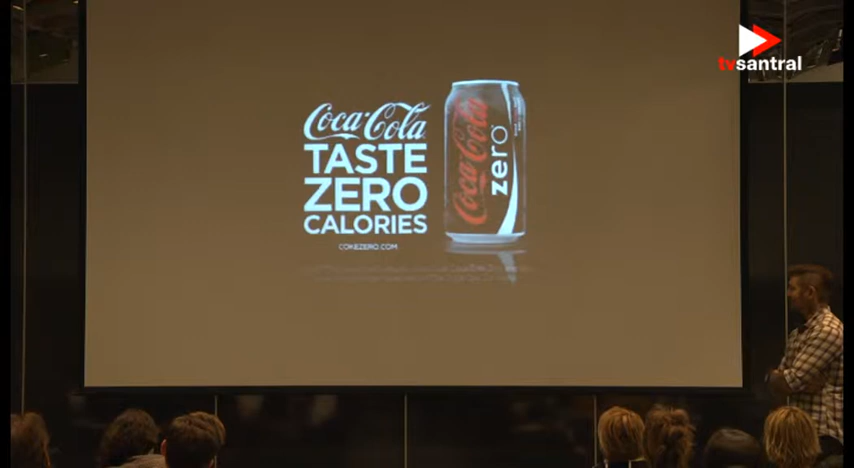 tvsantral
Coca-Cola
TASTE
ZERO
CALORIES
COKEZERO.COM
Coca-Cola
zero